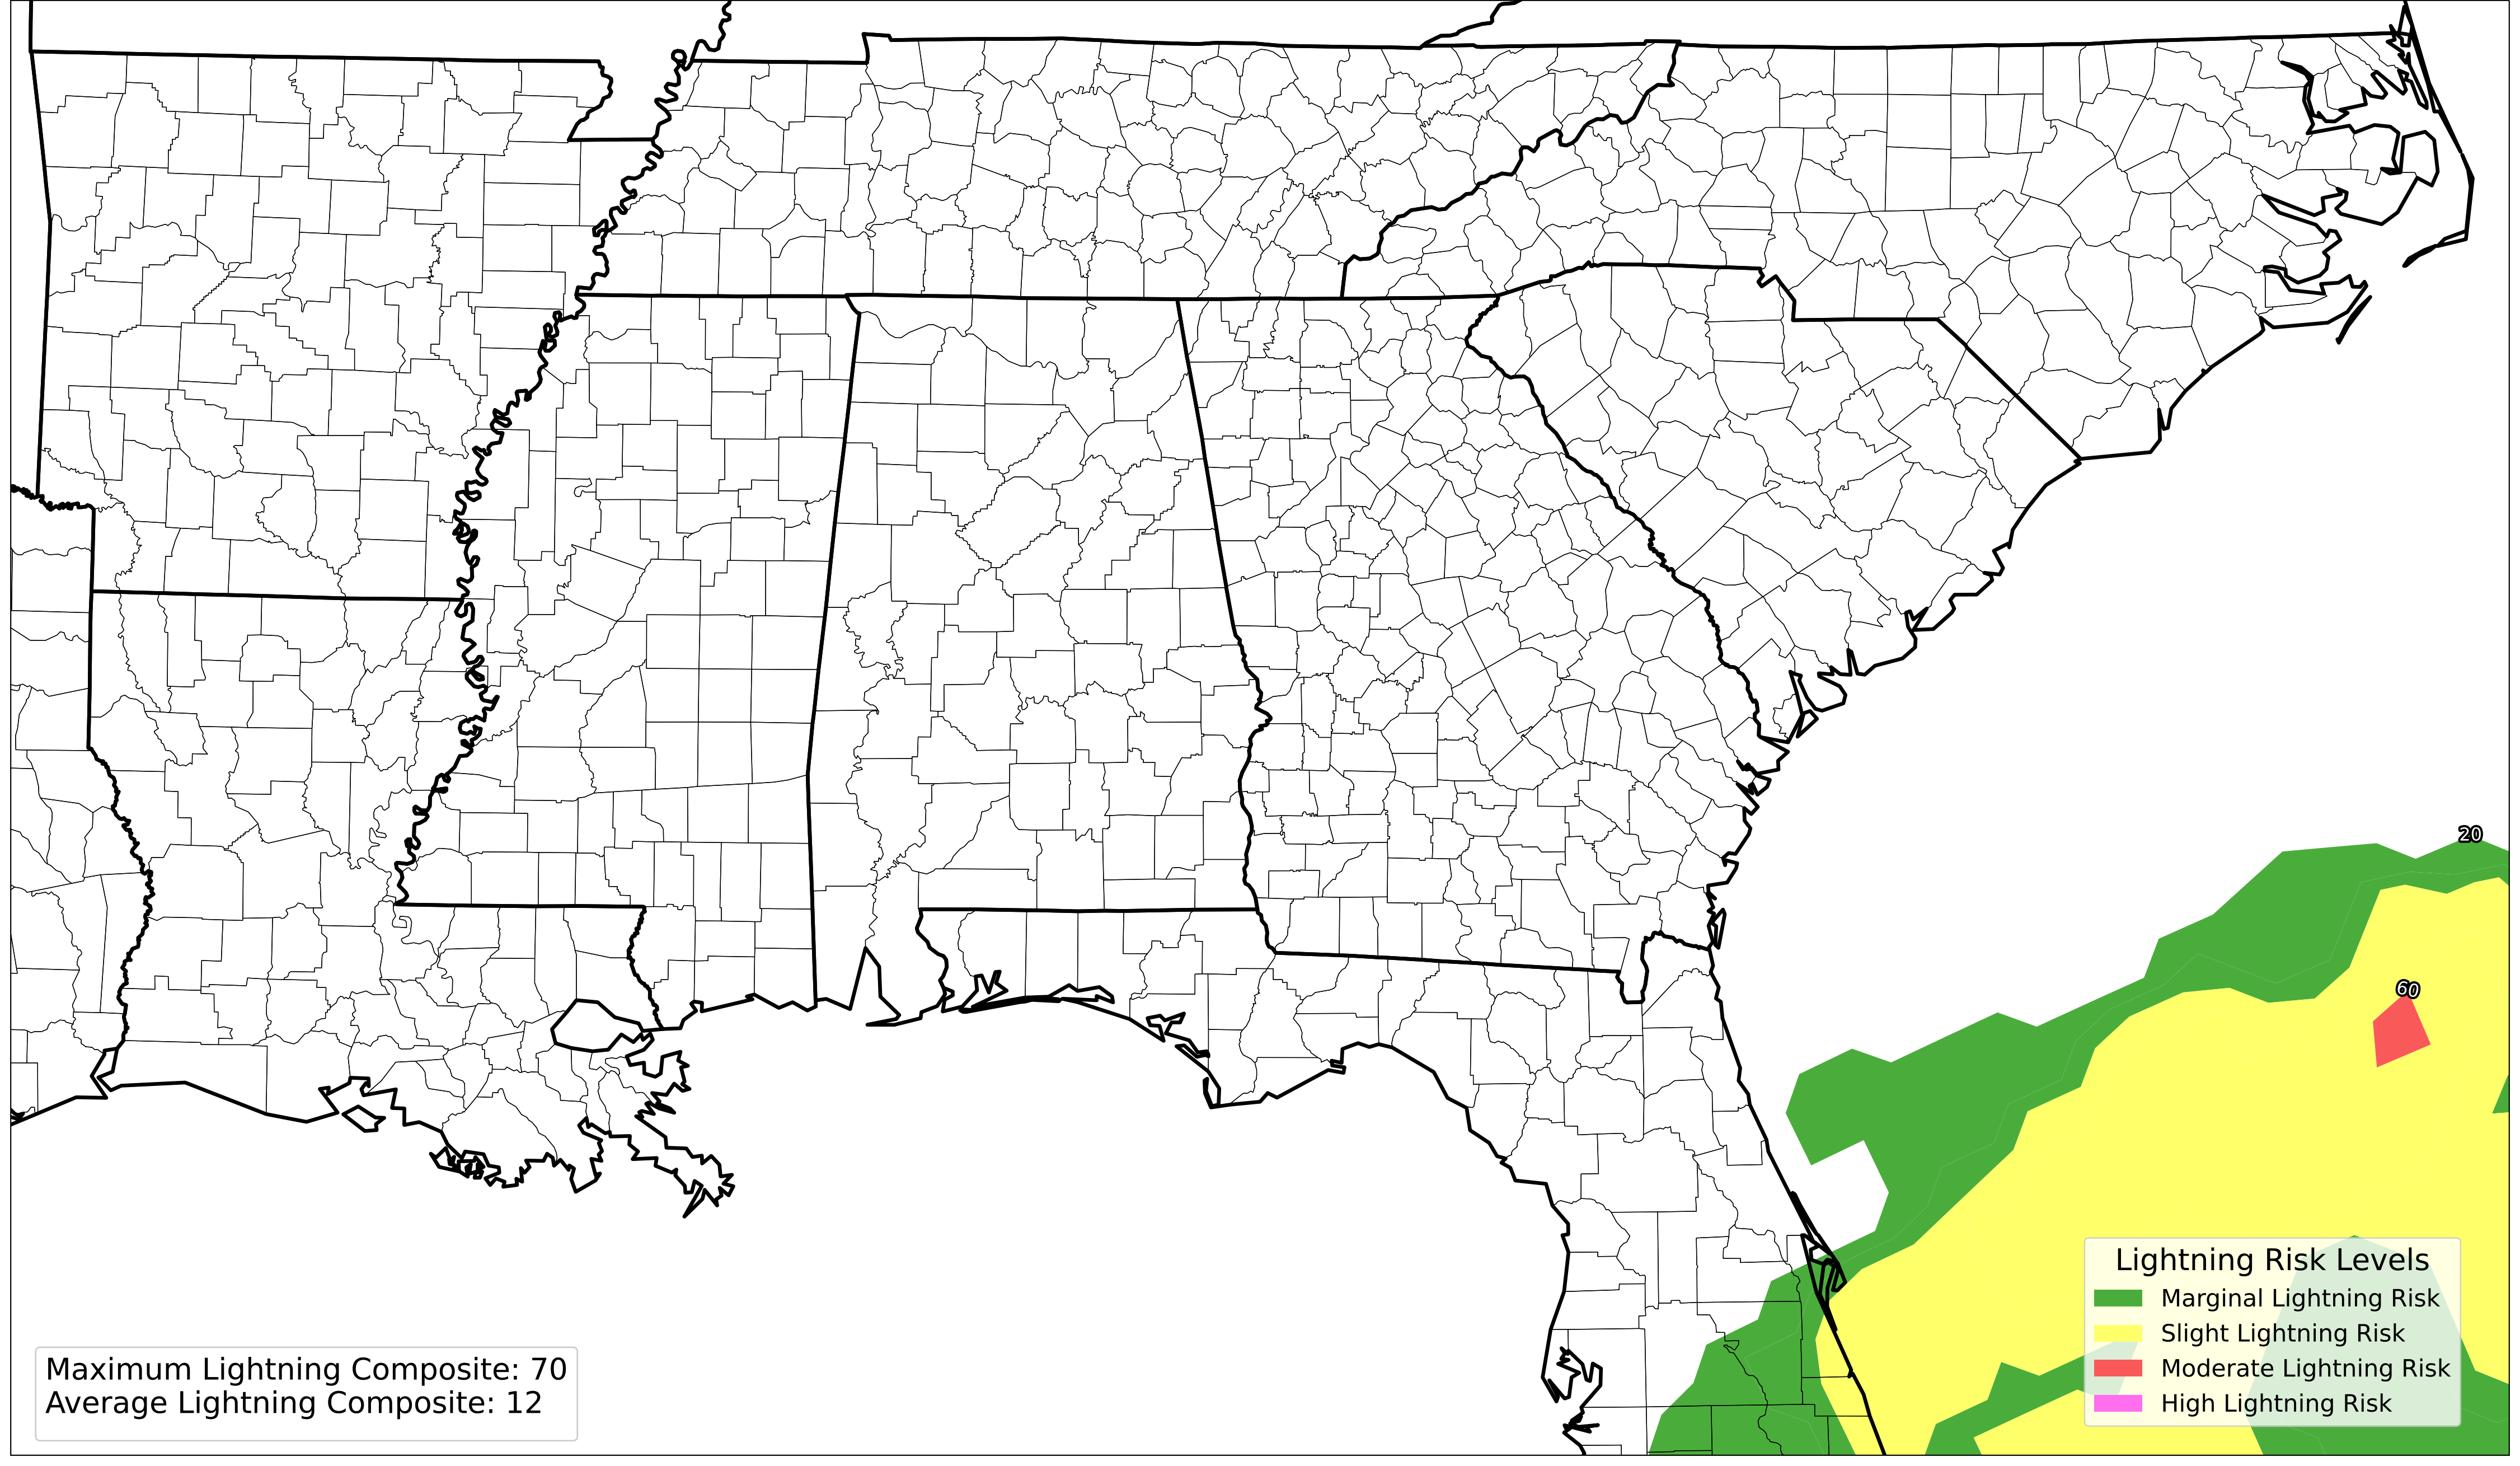 20
60
Lightning Risk Levels
Marginal Lightning Risk
Slight Lightning Risk
Moderate Lightning Risk
High Lightning Risk
Maximum Lightning Composite: 70
Average Lightning Composite: 12